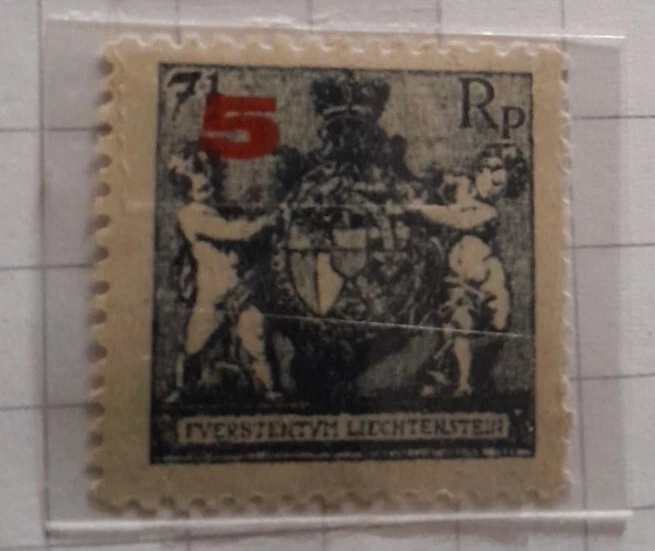 7½ 5 Rp
FVERSTENTVM LIECHTENSTEIN